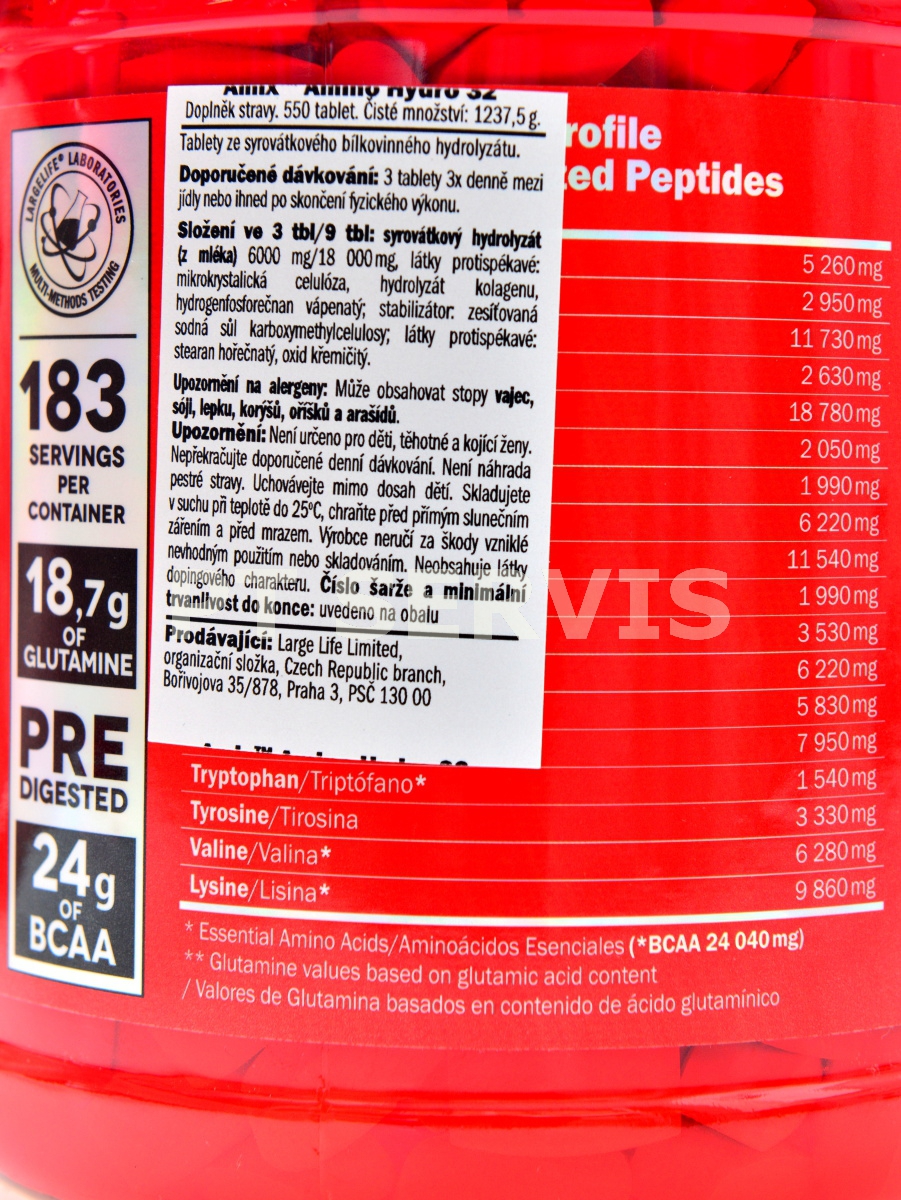 LARGELIFE® LABORATORIES
MULTI-METHODS TESTING
183
SERVINGS
PER
CONTAINER
18,7g
OF
GLUTAMINE
PRE
DIGESTED
24g
OF
BCAA
Amix™ Amino Hydro 32
Doplněk stravy. 550 tablet. Čisté množství: 1237,5 g.
Tablety ze syrovátkového bílkovinného hydrolyzátu.
Doporučené dávkování: 3 tablety 3x denně mezi
jídly nebo ihned po skončení fyzického výkonu.
Složení ve 3 tbl/9 tbl: syrovátkový hydrolyzát
(z mléka) 6000 mg/18 000 mg, látky protispékavé:
mikrokrystalická celulóza, hydrolyzát kolagenu,
hydrogenfosforečnan vápenatý; stabilizátor: zesíťovaná
sodná sůl karboxymethylcelulosy; látky protispékavé:
stearan hořečnatý, oxid křemičitý.
Upozornění na alergeny: Může obsahovat stopy vajec,
sóji, lepku, korýšů, oříšků a arašídů.
Upozornění: Není určeno pro děti, těhotné a kojící ženy.
Nepřekračujte doporučené denní dávkování. Není náhrada
pestré stravy. Uchovávejte mimo dosah dětí. Skladujete
v suchu při teplotě do 25°C, chraňte před přímým slunečním
zářením a před mrazem. Výrobce neručí za škody vzniklé
nevhodným použitím nebo skladováním. Neobsahuje látky
dopingového charakteru. Číslo šarže a minimální
trvanlivost do konce: uvedeno na obalu
Prodávající: Large Life Limited,
organizační složka, Czech Republic branch,
Bořivojova 35/878, Praha 3, PSČ 130 00
rofile
zed Peptides
5 260 mg
2 950 mg
11 730 mg
2 630 mg
18 780 mg
2 050 mg
1 990 mg
6 220 mg
11 540 mg
1 990 mg
3 530 mg
6 220 mg
5 830 mg
7 950 mg
Tryptophan/Triptófano* 1 540 mg
Tyrosine/Tirosina 3 330 mg
Valine/Valina* 6 280 mg
Lysine/Lisina* 9 860 mg
* Essential Amino Acids/Aminoácidos Esenciales (*BCAA 24 040 mg)
** Glutamine values based on glutamic acid content
/ Valores de Glutamina basados en contenido de ácido glutamínico
SERVIS